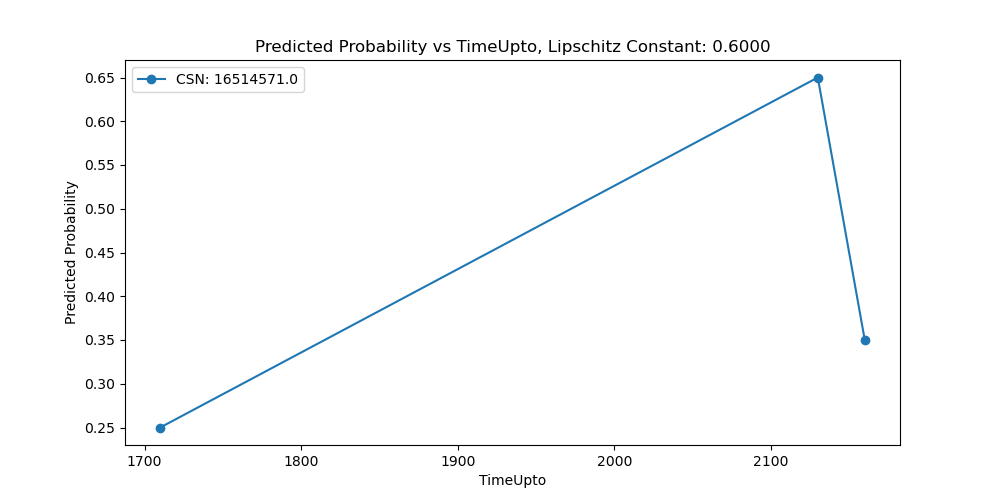 Predicted Probability vs TimeUpto, Lipschitz Constant: 0.6000
CSN: 16514571.0
Predicted Probability
0.65
0.60
0.55
0.50
0.45
0.40
0.35
0.30
0.25
1700 1800 1900 2000 2100
TimeUpto